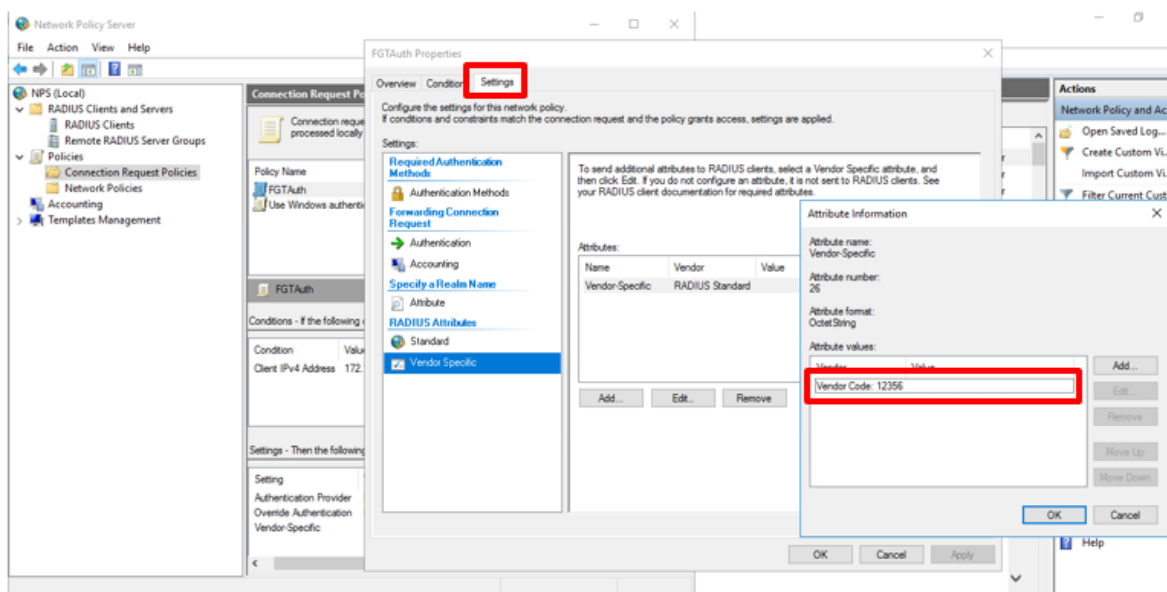 Network Policy Server
File Action View Help
NPS (Local)
RADIUS Clients and Servers
RADIUS Clients
Remote RADIUS Server Groups
Policies
Connection Request Policies
Network Policies
Accounting
Templates Management
Connection Request Po
Connection reque
processed locally
Policy Name
FGTAuth
Use Windows authentic
FGTAuth
Conditions - If the following
Condition Valu
Client IPv4 Address 172.
Settings - Then the following
Setting
Authentication Provider
Override Authentication
Vendor-Specific
FGTAuth Properties
Overview Condition Settings
Configure the settings for this network policy.
If conditions and constraints match the connection request and the policy grants access, settings are applied.
Settings:
Required Authentication
Methods
Authentication Methods
Forwarding Connection
Request
Authentication
Accounting
Specify a Realm Name
Attribute
RADIUS Attributes
Standard
Vendor Specific
To send additional attributes to RADIUS clients, select a Vendor Specific attribute, and
then click Edit. If you do not configure an attribute, it is not sent to RADIUS clients. See
your RADIUS client documentation for required attributes.
Attributes:
Name Vendor Value
Vendor-Specific RADIUS Standard
Add... Edit... Remove
OK Cancel Apply
Attribute Information
Attribute name:
Vendor-Specific
Attribute number:
26
Attribute format:
OctetString
Attribute values:
Vendor Value
Vendor Code: 12356
Add...
Edit...
Remove
Move Up
Move Down
OK Cancel
Actions
Network Policy and Ac
Open Saved Log...
Create Custom Vi..
Import Custom Vi.
Filter Current Cust
Help